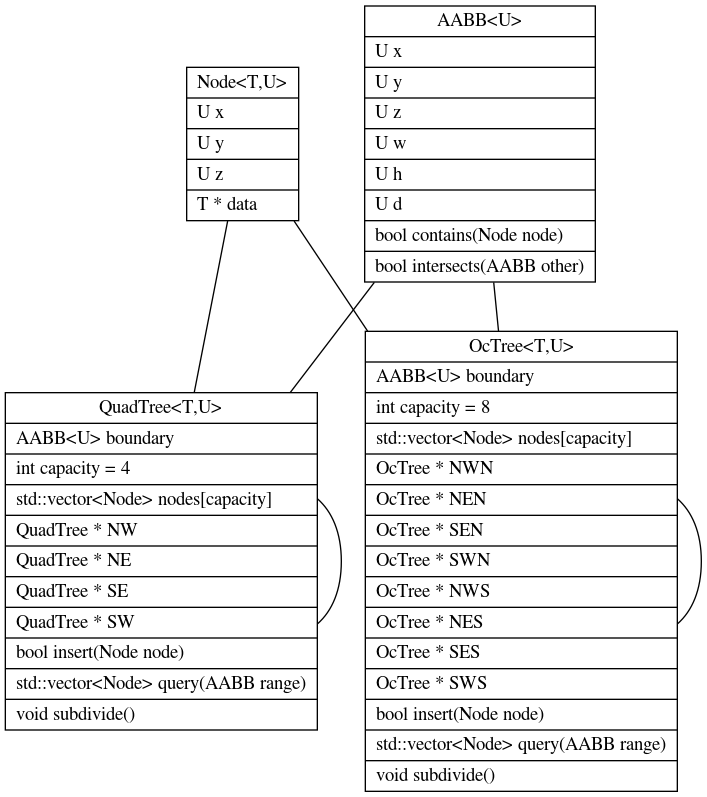 AABB<U>
U x
U y
U z
U w
U h
U d
bool contains(Node node)
bool intersects(AABB other)
Node<T,U>
U x
U y
U z
T * data
QuadTree<T,U>
AABB<U> boundary
int capacity = 4
std::vector<Node> nodes[capacity]
QuadTree * NW
QuadTree * NE
QuadTree * SE
QuadTree * SW
bool insert(Node node)
std::vector<Node> query(AABB range)
void subdivide()
OcTree<T,U>
AABB<U> boundary
int capacity = 8
std::vector<Node> nodes[capacity]
OcTree * NWN
OcTree * NEN
OcTree * SEN
OcTree * SWN
OcTree * NWS
OcTree * NES
OcTree * SES
OcTree * SWS
bool insert(Node node)
std::vector<Node> query(AABB range)
void subdivide()